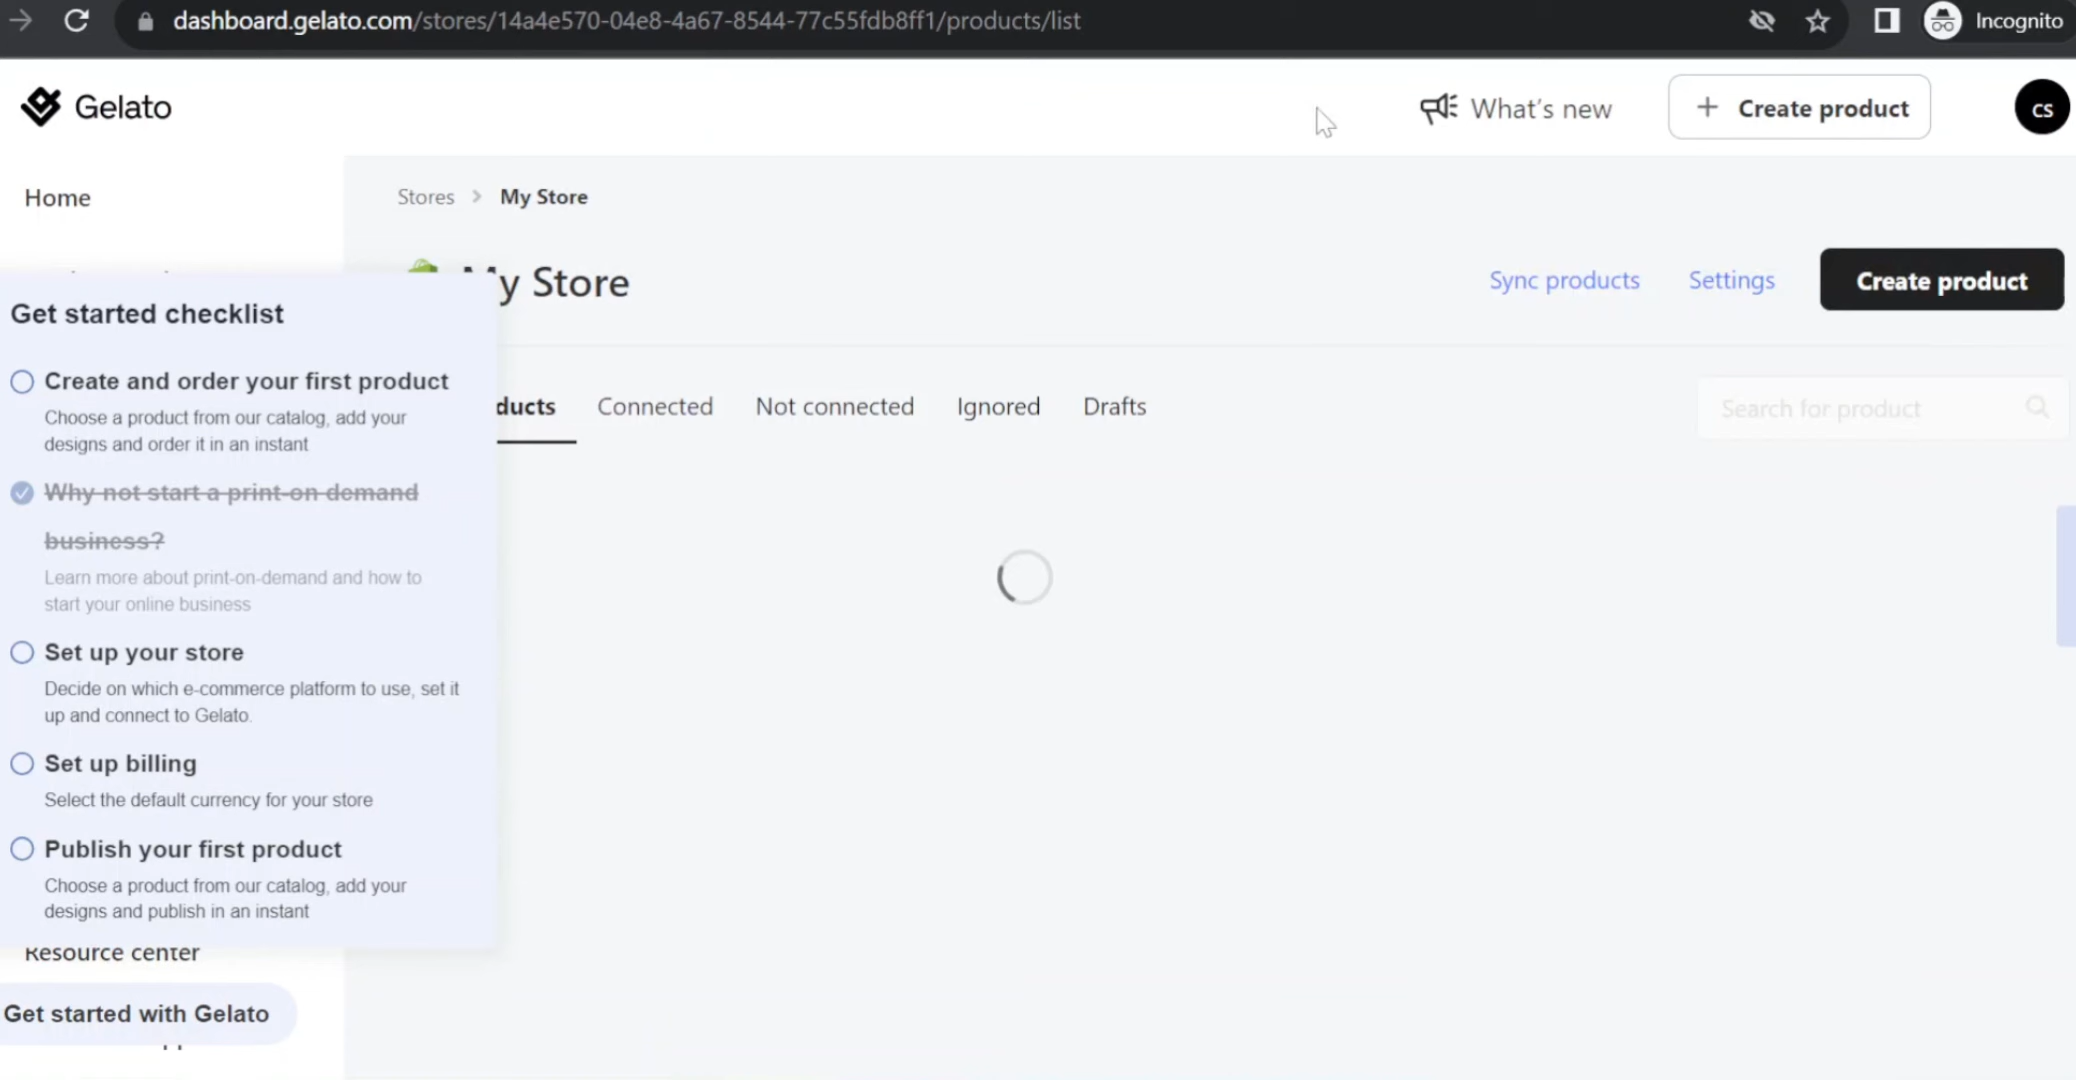 dashboard.gelato.com/stores/14a4e570-04e8-4a67-8544-77c55fdb8ff1/products/list
Incognito
Gelato
What's new
+ Create product
CS
Home
Stores > My Store
My Store
Sync products
Settings
Create product
Get started checklist
ducts
Connected
Not connected
Ignored
Drafts
Search for product
Create and order your first product
Choose a product from our catalog, add your
designs and order it in an instant
Why not start a print-on demand
business?
Learn more about print-on-demand and how to
start your online business
Set up your store
Decide on which e-commerce platform to use, set it
up and connect to Gelato.
Set up billing
Select the default currency for your store
Publish your first product
Choose a product from our catalog, add your
designs and publish in an instant
Resource center
Get started with Gelato